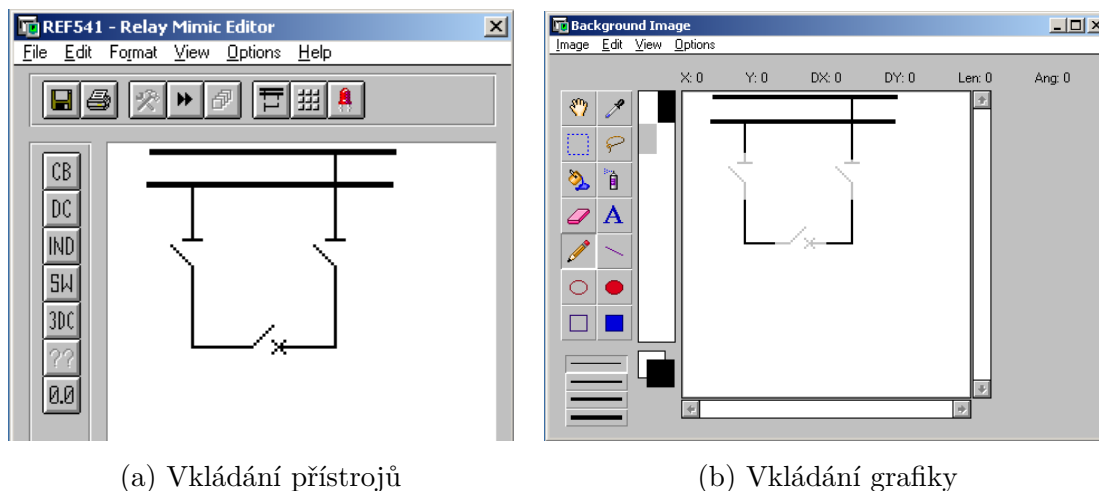 REF541 - Relay Mimic Editor
File Edit Format View Options Help
CB
DC
IND
SW
3DC
??
0.0
Background Image
Image Edit View Options
X: 0 Y: 0 DX: 0 DY: 0 Len: 0 Ang: 0
A
(a) Vkládání přístrojů
(b) Vkládání grafiky